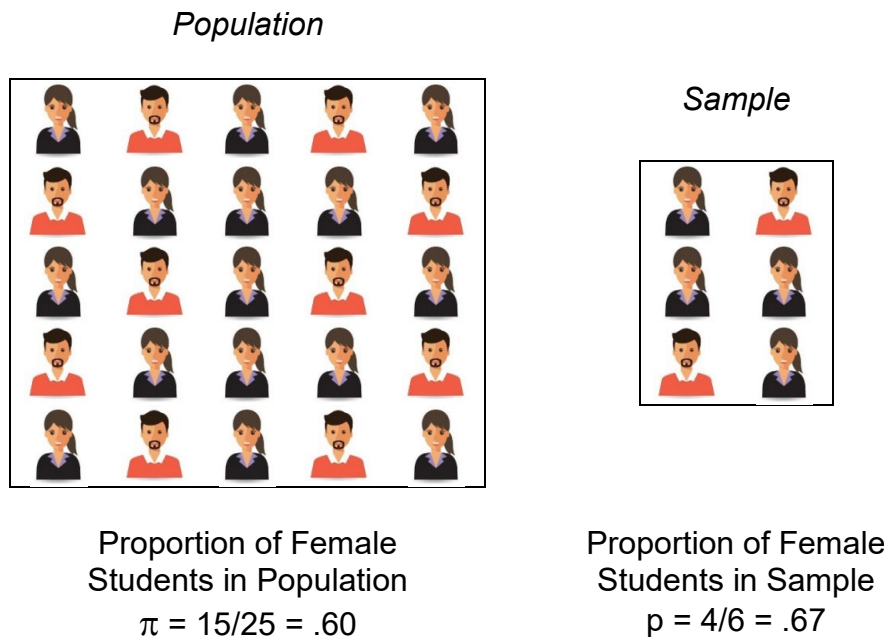 Population
Sample
Proportion of Female
Students in Population
π = 15/25 = .60
Proportion of Female
Students in Sample
p = 4/6 = .67